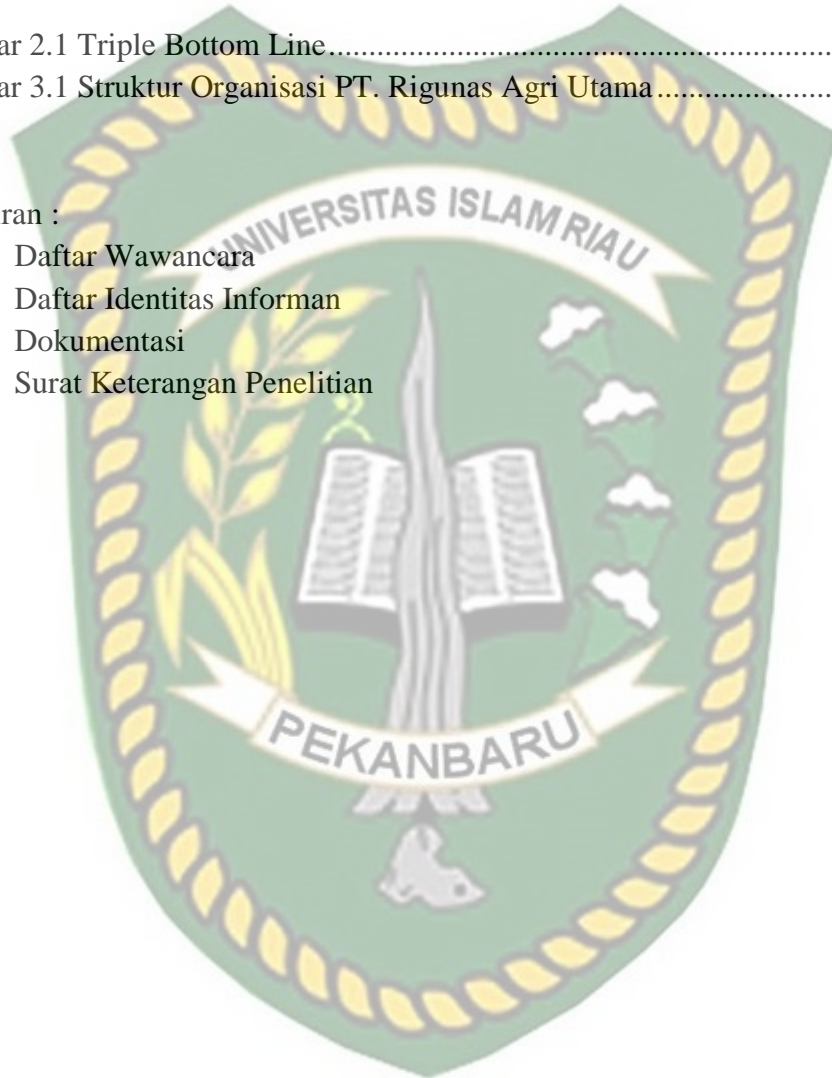 ar 2.1 Triple Bottom Line.......................................................
ar 3.1 Struktur Organisasi PT. Rigunas Agri Utama....................
ran :
Daftar Wawancara
Daftar Identitas Informan
Dokumentasi
Surat Keterangan Penelitian
UNIVERSITAS ISLAM RIAU
PEKANBARU